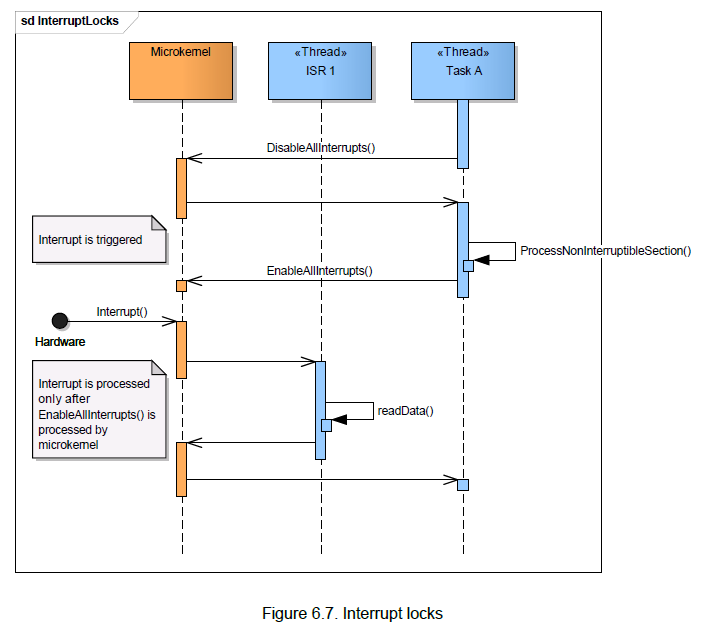 sd InterruptLocks
Microkernel
«Thread»
ISR 1
«Thread»
Task A
DisableAllInterrupts()
Interrupt is triggered
ProcessNonInterruptibleSection()
EnableAllInterrupts()
Interrupt()
Hardware
Interrupt is processed
only after
EnableAllInterrupts() is
processed by
microkernel
readData()
Figure 6.7. Interrupt locks